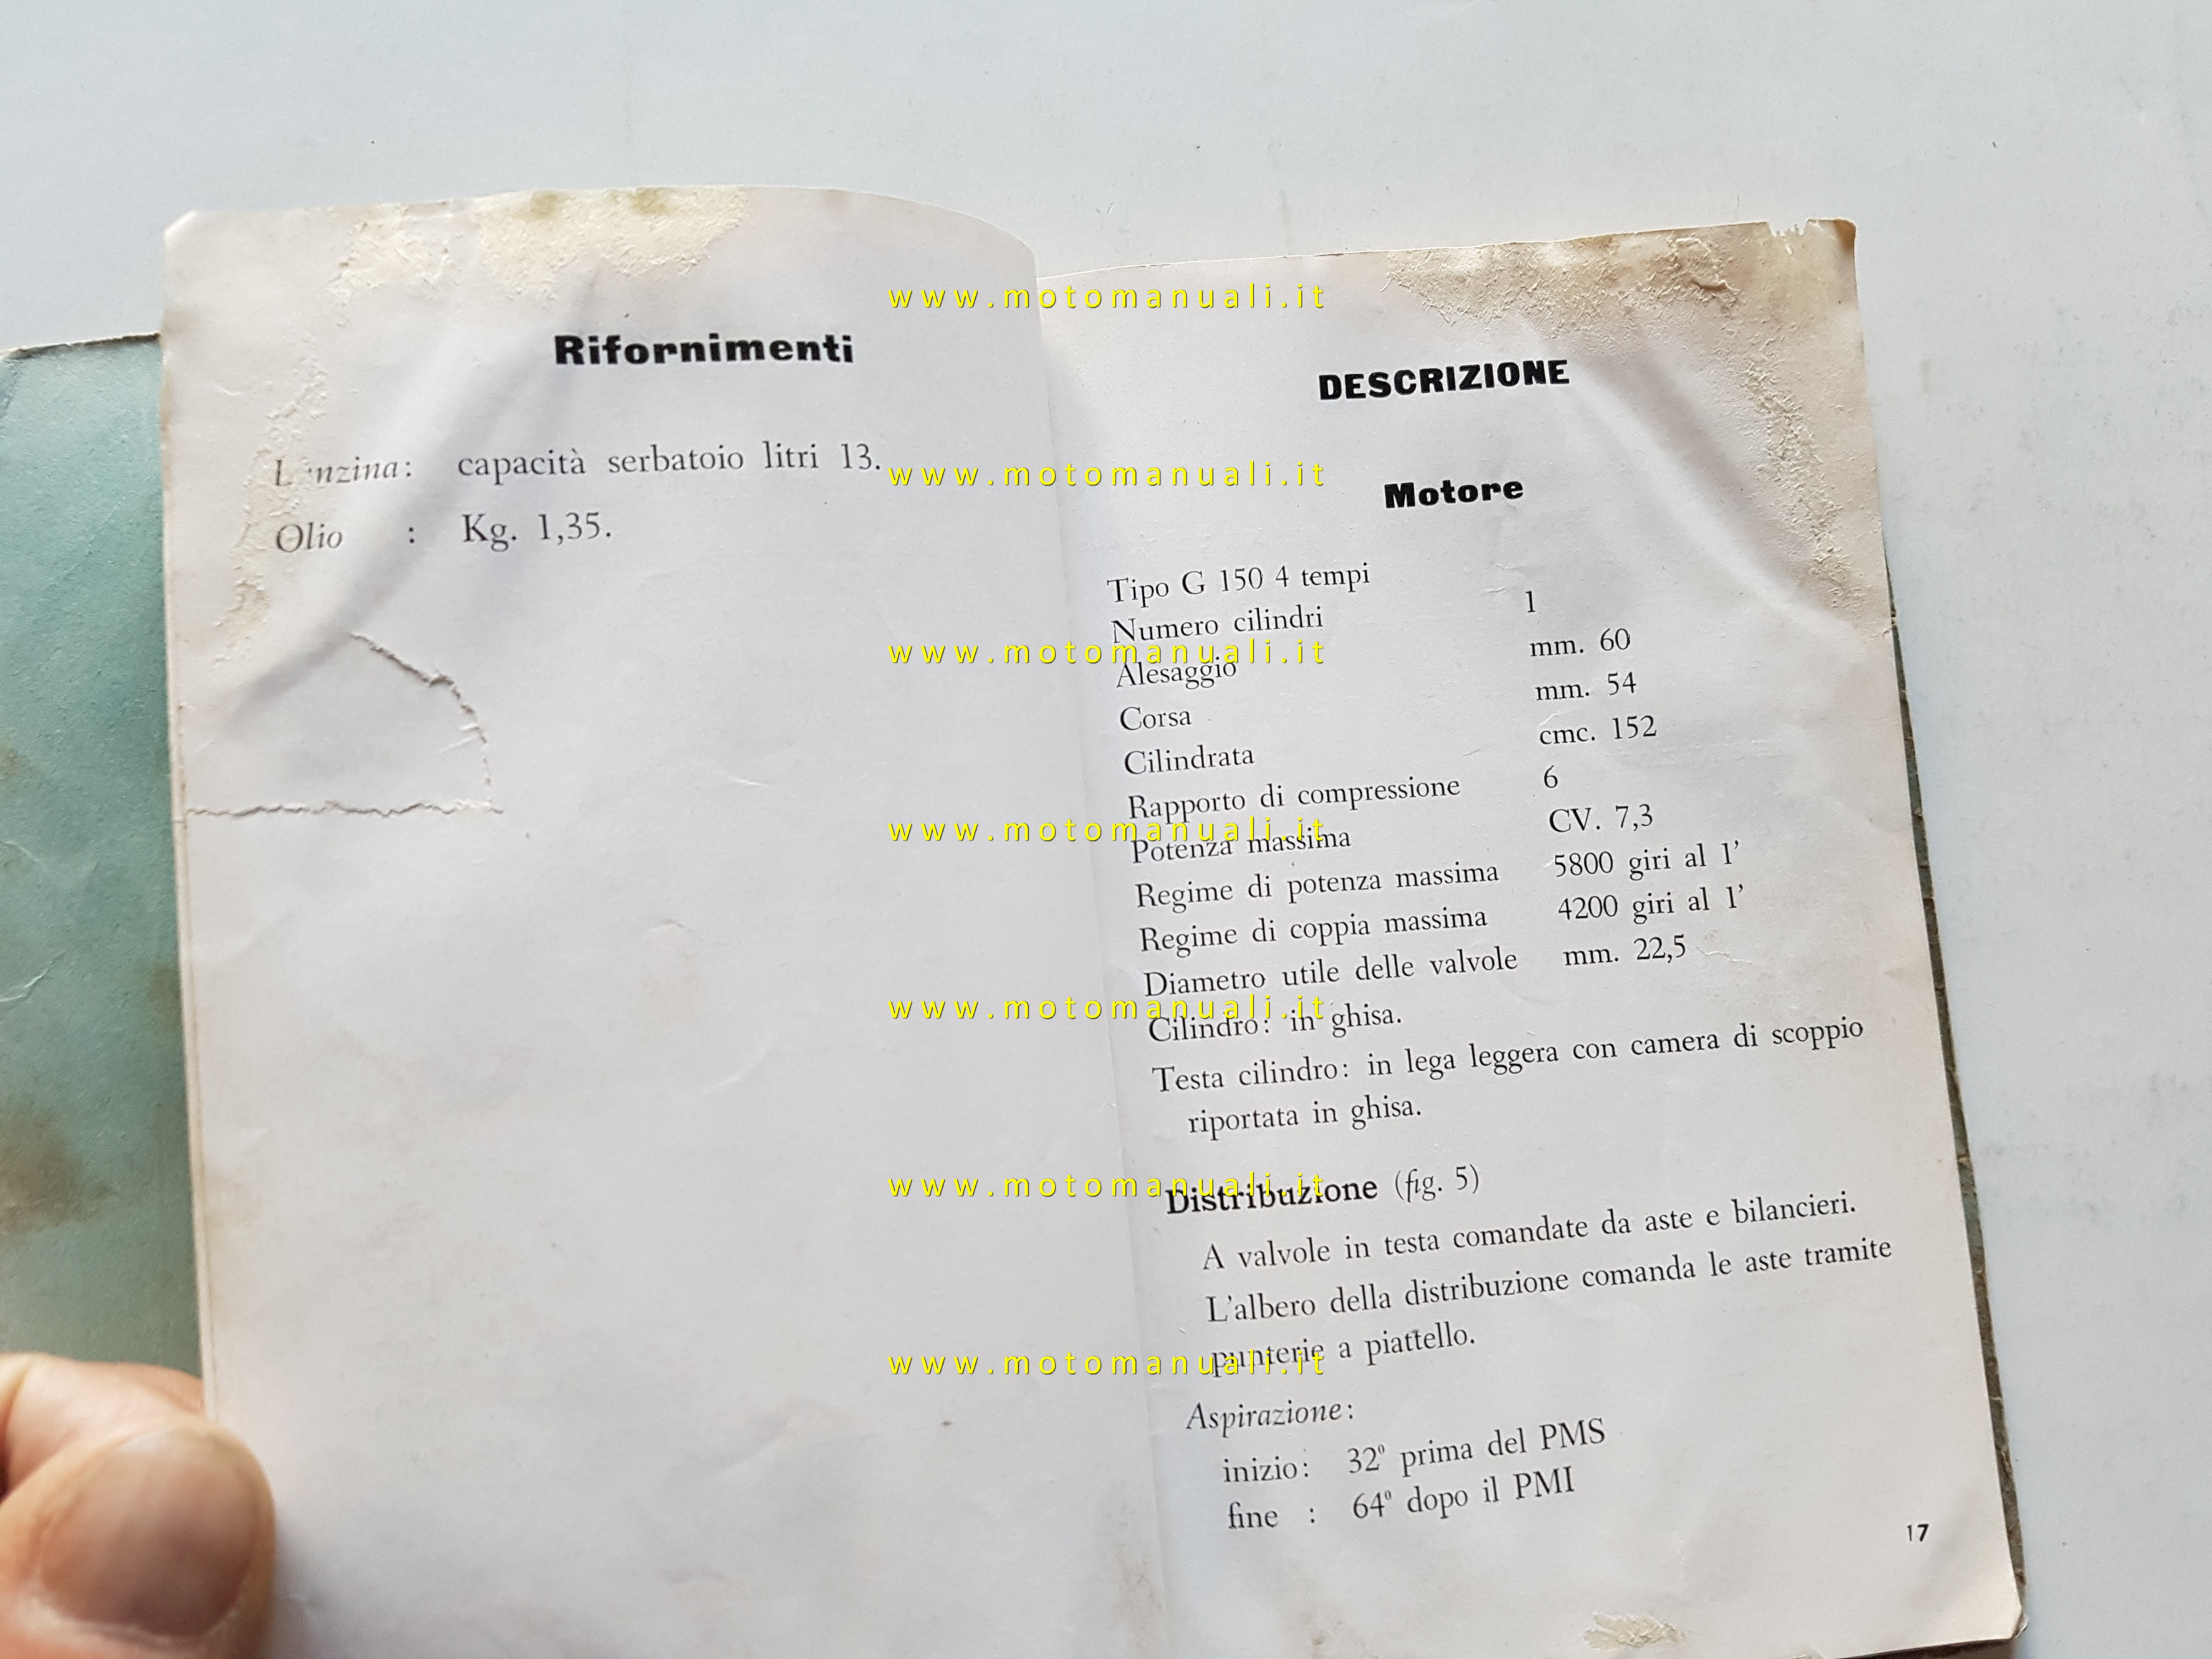 Rifornimenti
capacità serbatoio litri 13.
Olio : Kg. 1,35.
DESCRIZIONE
Motore
Tipo G 150 4 tempi
Numero cilindri 1
Alesaggio mm. 60
Corsa mm. 54
Cilindrata cmc. 152
Rapporto di compressione 6
Potenza massima CV. 7,3
Regime di potenza massima 5800 giri al 1'
Regime di coppia massima 4200 giri al 1'
Diametro utile delle valvole mm. 22,5
Cilindro: in ghisa.
Testa cilindro: in lega leggera con camera di scoppio
riportata in ghisa.
Distribuzione (fig. 5)
A valvole in testa comandate da aste e bilancieri.
L'albero della distribuzione comanda le aste tramite
punterie a piattello.
Aspirazione:
inizio: 32º prima del PMS
fine : 64º dopo il PMI
17
www.motomanuali.it
www.motomanuali.it
www.motomanuali.it
www.motomanuali.it
www.motomanuali.it
www.motomanuali.it
www.motomanuali.it